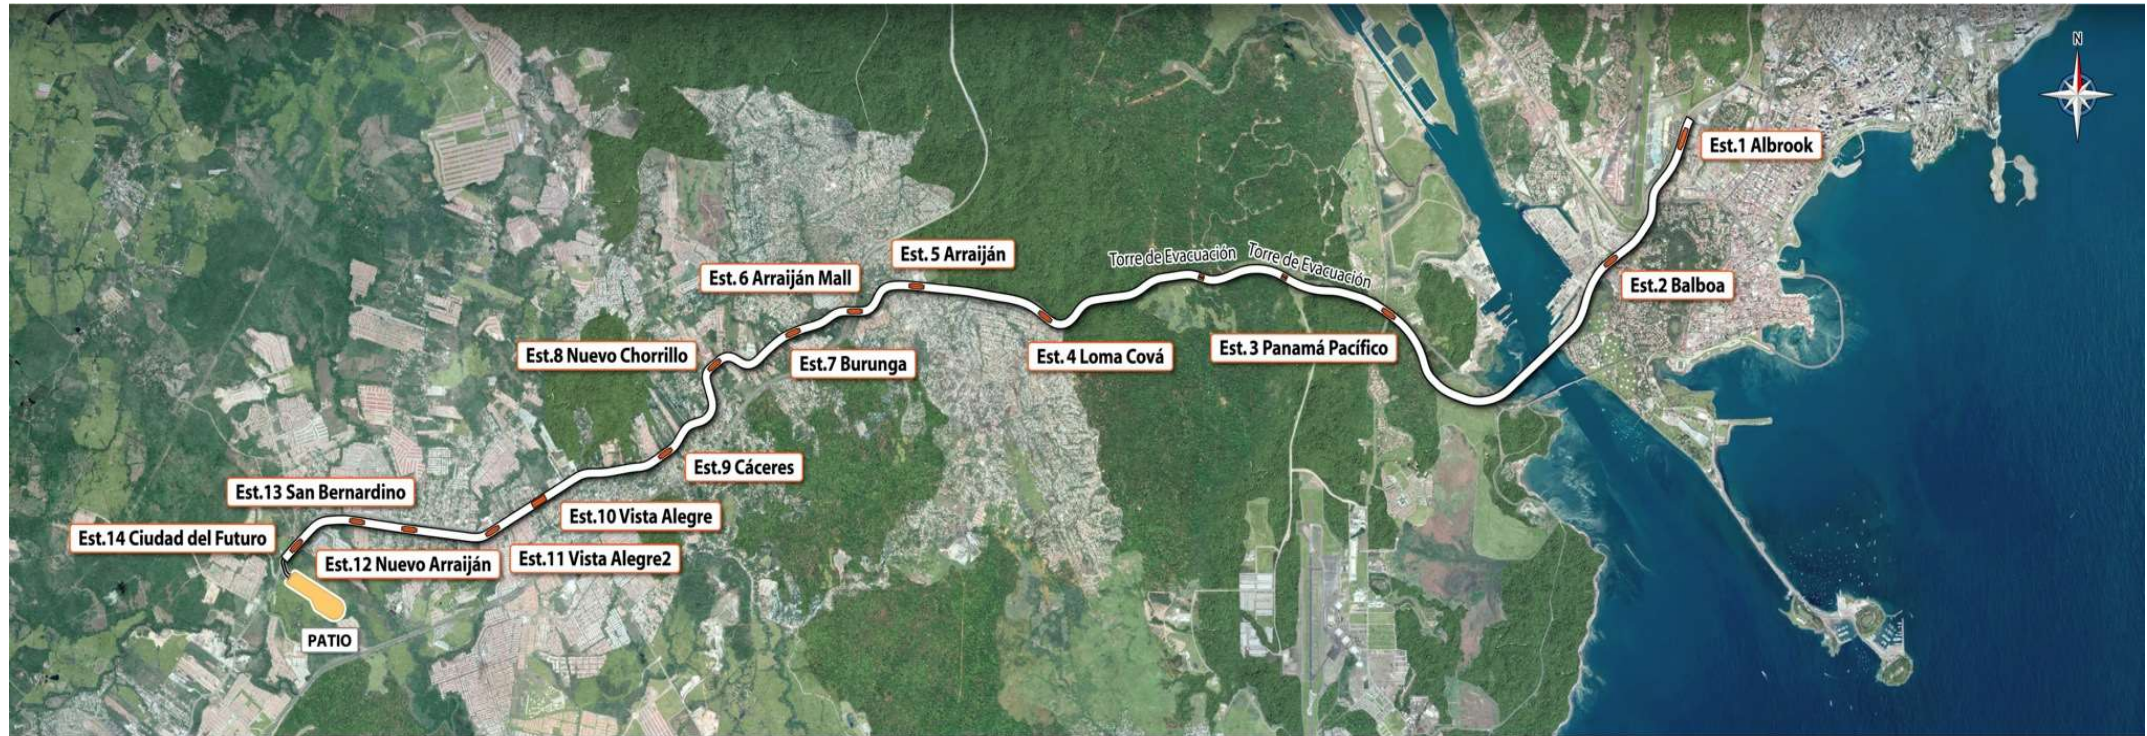 N
Est.1 Albrook
Est.2 Balboa
Est. 3 Panamá Pacífico
Torre de Evacuación
Torre de Evacuación
Est. 4 Loma Cová
Est. 5 Arraiján
Est. 6 Arraiján Mall
Est.7 Burunga
Est.8 Nuevo Chorrillo
Est.9 Cáceres
Est.10 Vista Alegre
Est.11 Vista Alegre2
Est.12 Nuevo Arraiján
Est.13 San Bernardino
Est.14 Ciudad del Futuro
PATIO